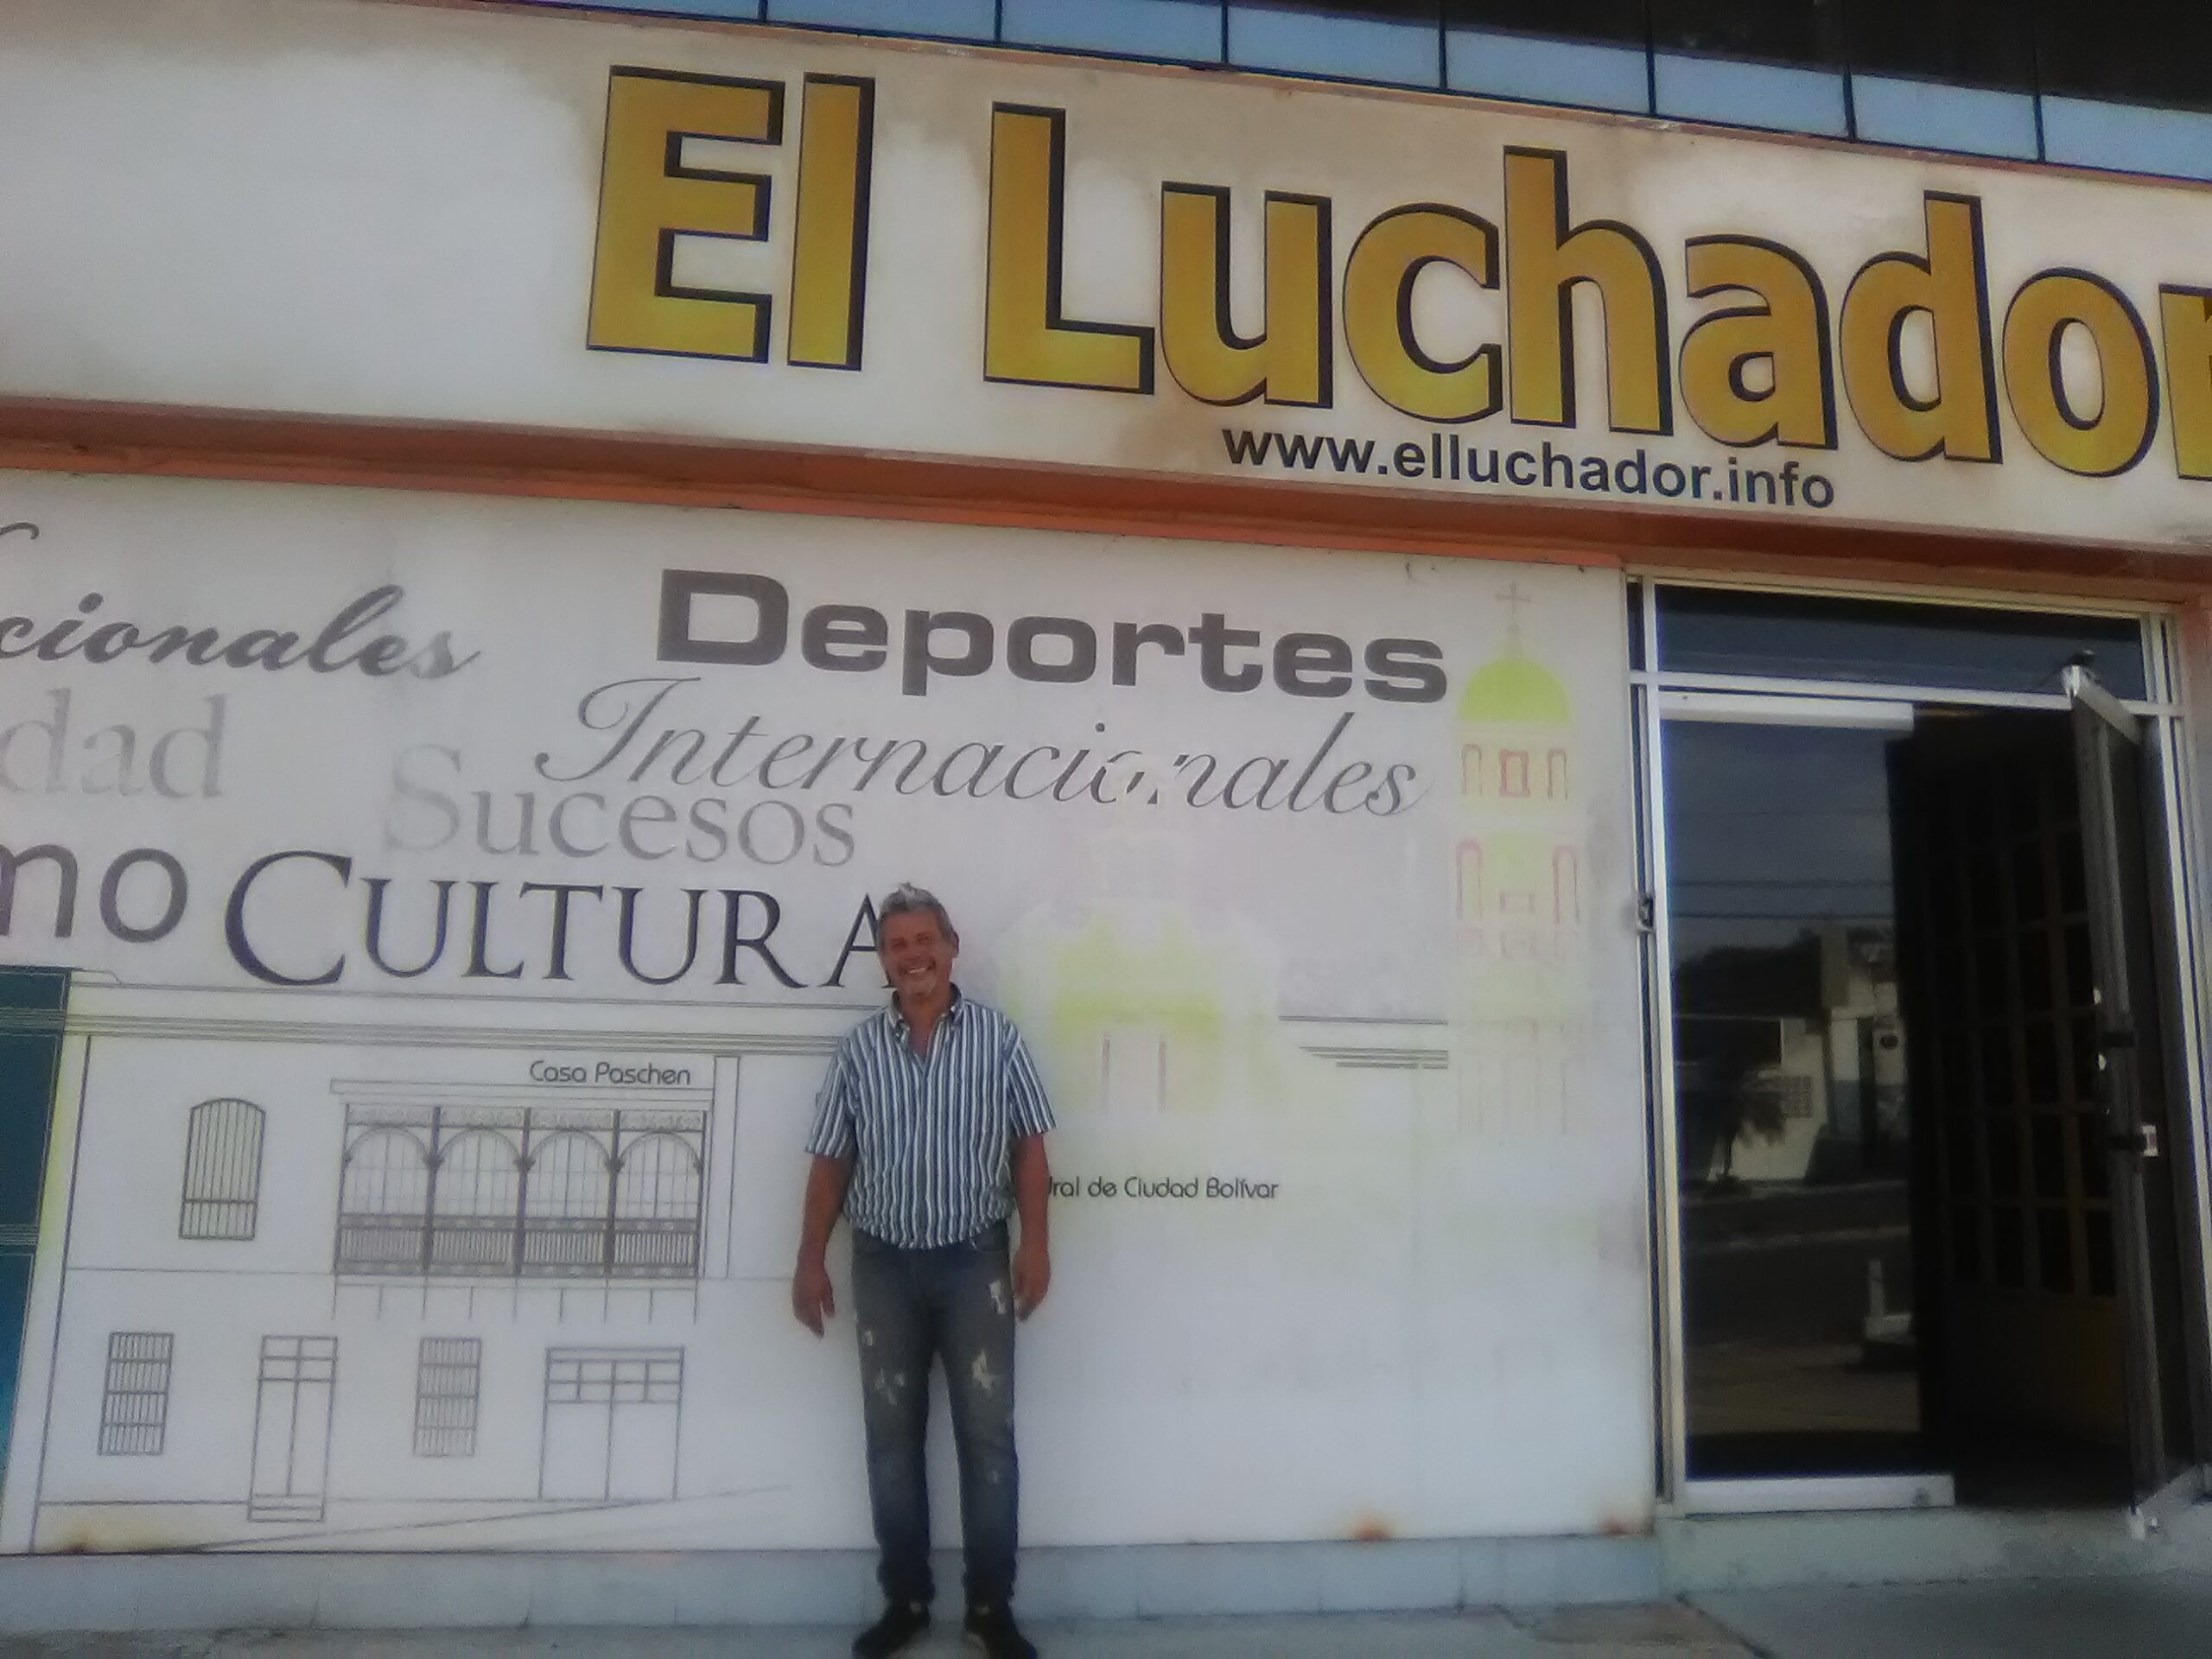 El Luchador
www.elluchador.info
cionales
Deportes
dad
Internacionales
Sucesos
mo
CULTURA
Casa Paschen
dral de Ciudad Bolívar